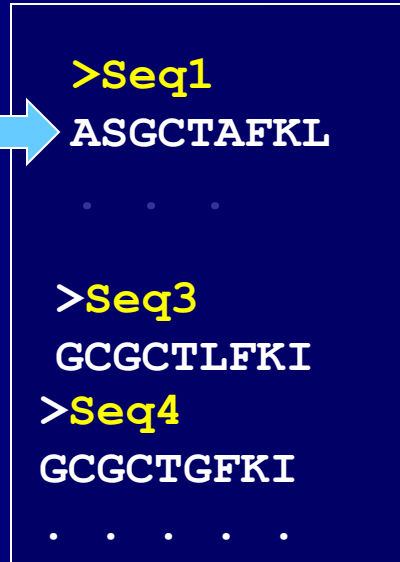 >Seq1
ASGCTAFKL
. . .
>Seq3
GCGCTLFKI
>Seq4
GCGCTGFKI
. . . . .